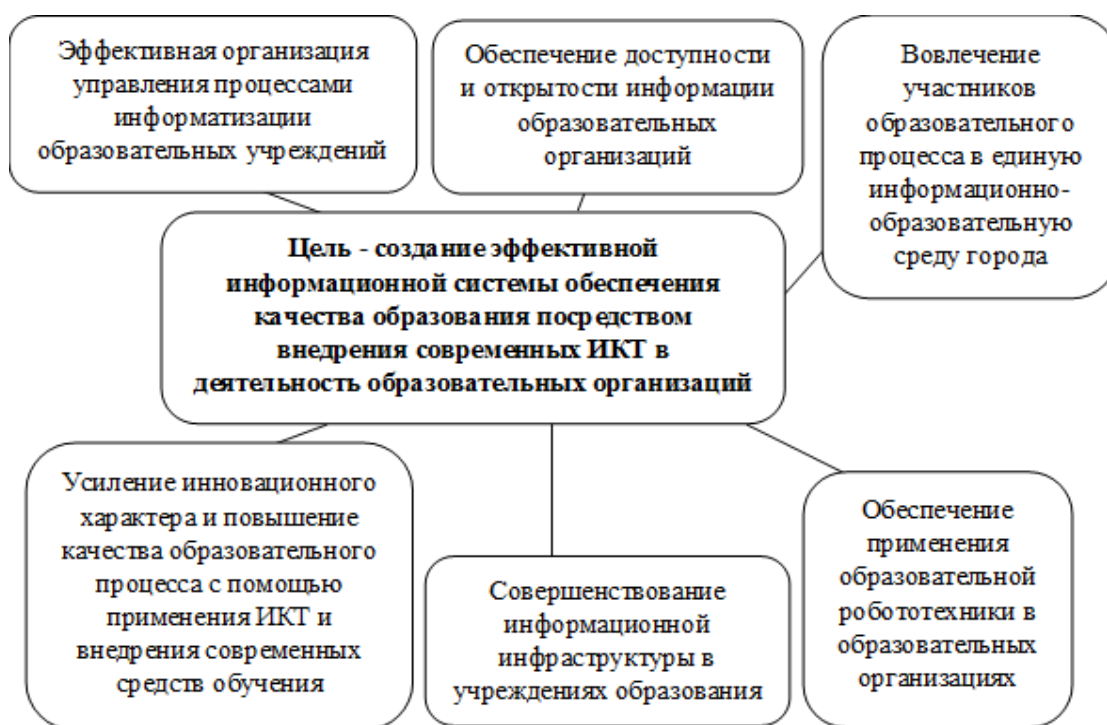 Эффективная организация
управления процессами
информатизации
образовательных учреждений
Обеспечение доступности
и открытости информации
образовательных
организаций
Вовлечение
участников
образовательного
процесса в единую
информационно-
образовательную
среду города
Цель - создание эффективной
информационной системы обеспечения
качества образования посредством
внедрения современных ИКТ в
деятельность образовательных организаций
Усиление инновационного
характера и повышение
качества образовательного
процесса с помощью
применения ИКТ и
внедрения современных
средств обучения
Совершенствование
информационной
инфраструктуры в
учреждениях образования
Обеспечение
применения
образовательной
робототехники в
образовательных
организациях